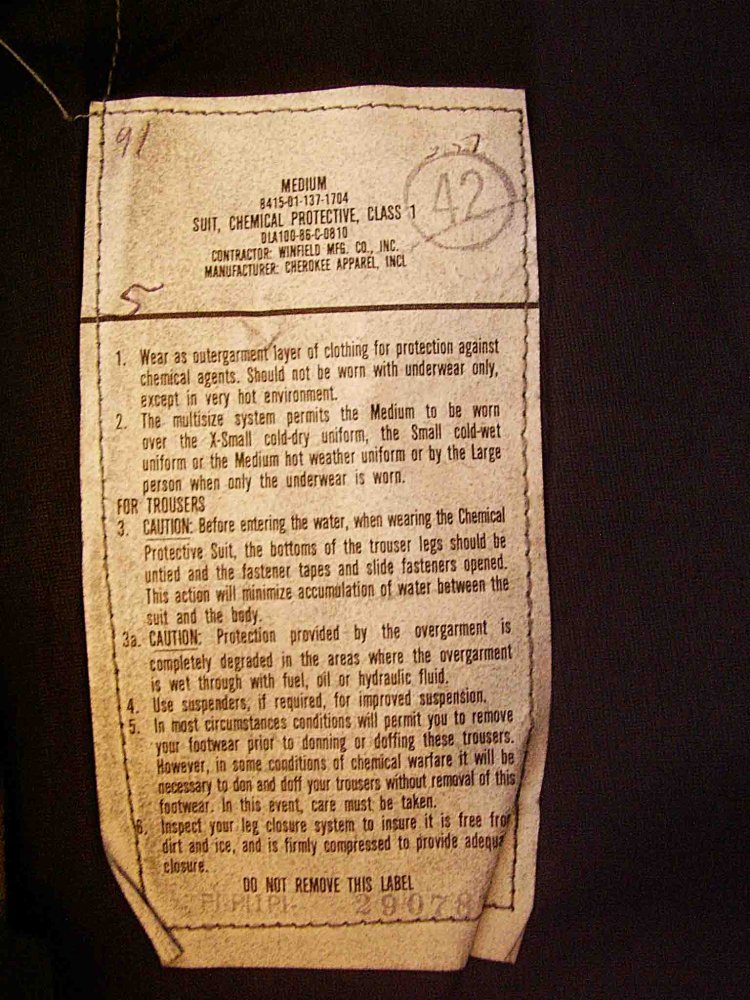 91
42
MEDIUM
8415-01-137-1704
SUIT, CHEMICAL PROTECTIVE, CLASS 1
DLA100-86-C-0810
CONTRACTOR: WINFIELD MFG. CO., INC.
MANUFACTURER: CHEROKEE APPAREL, INC.
5
1. Wear as outergarment layer of clothing for protection against
chemical agents. Should not be worn with underwear only,
except in very hot environment.
2. The multisize system permits the Medium to be worn
over the X-Small cold-dry uniform, the Small cold-wet
uniform or the Medium hot weather uniform or by the Large
person when only the underwear is worn.
FOR TROUSERS
3. CAUTION: Before entering the water, when wearing the Chemical
Protective Suit, the bottoms of the trouser legs should be
untied and the fastener tapes and slide fasteners opened.
This action will minimize accumulation of water between the
suit and the body.
3a. CAUTION: Protection provided by the overgarment is
completely degraded in the areas where the overgarment
is wet through with fuel, oil or hydraulic fluid.
4. Use suspenders, if required, for improved suspension.
5. In most circumstances conditions will permit you to remove
your footwear prior to donning or doffing these trousers.
However, in some conditions of chemical warfare it will be
necessary to don and doff your trousers without removal of this
footwear. In this event, care must be taken.
6. Inspect your leg closure system to insure it is free fro
dirt and ice, and is firmly compressed to provide adequa
closure.
DO NOT REMOVE THIS LABEL
29078